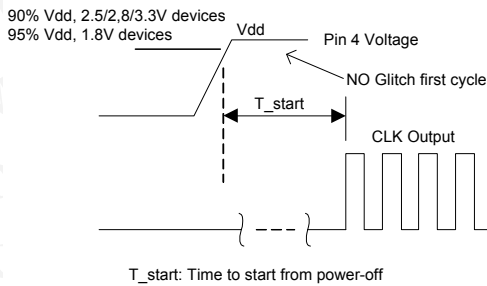 90% Vdd, 2.5/2,8/3.3V devices
95% Vdd, 1.8V devices
Vdd
Pin 4 Voltage
NO Glitch first cycle
T_start
CLK Output
T_start: Time to start from power-off